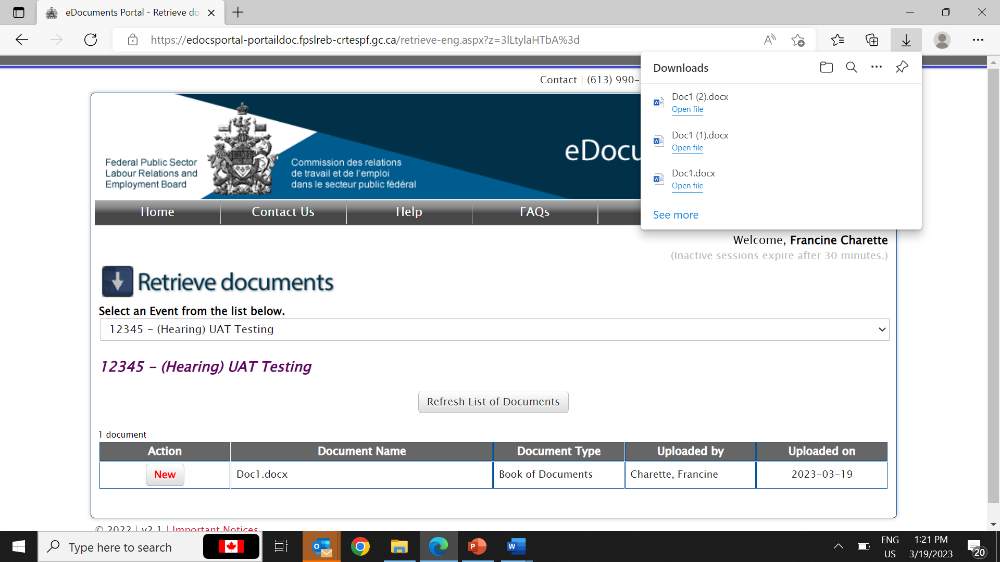 eDocuments Portal - Retrieve do
https://edocsportal-portaildoc.fpslreb-crtespf.gc.ca/retrieve-eng.aspx?z=3lLtylaHTbA%3d
Downloads
Doc1 (2).docx
Open file
Doc1 (1).docx
Open file
Doc1.docx
Open file
See more
Contact | (613) 990-
Federal Public Sector
Labour Relations and
Employment Board
Commission des relations
de travail et de l'emploi
dans le secteur public fédéral
eDocu
Home Contact Us Help FAQs
Welcome, Francine Charette
(Inactive sessions expire after 30 minutes.)
Retrieve documents
Select an Event from the list below.
12345 - (Hearing) UAT Testing
12345 - (Hearing) UAT Testing
Refresh List of Documents
1 document
Action Document Name Document Type Uploaded by Uploaded on
New Doc1.docx Book of Documents Charette, Francine 2023-03-19
© 2022 | v2.1 | Important Notices
Type here to search
ENG
US
1:21 PM
3/19/2023
20